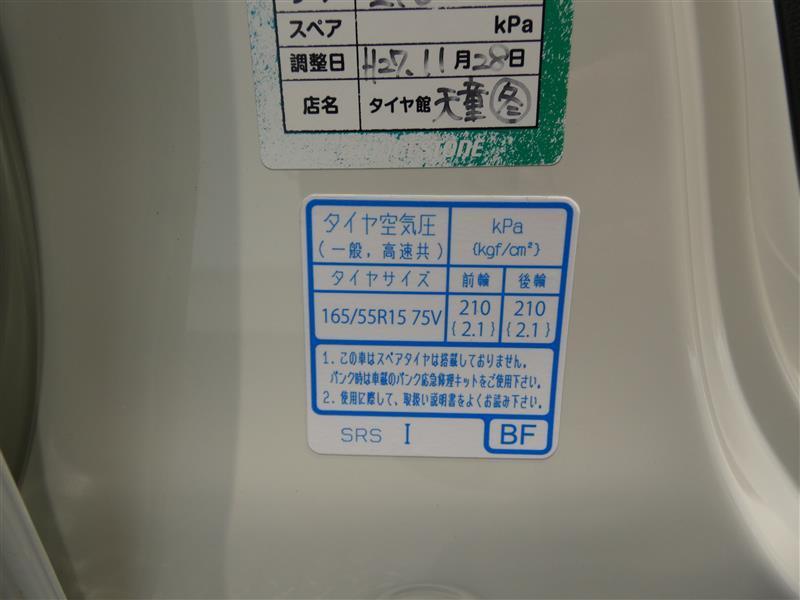 スペア kPa
調整日 H27.11月28日
店名 タイヤ館 天童 冬
タイヤ空気圧 kPa
(一般，高速共) {kgf/cm²}
タイヤサイズ 前輪 後輪
165/55R15 75V 210 210
{2.1} {2.1}
1．この車はスペアタイヤは搭載しておりません。
パンク時は車載のパンク応急修理キットをご使用下さい。
2．使用に際して、取扱い説明書をよくお読み下さい。
SRS I BF